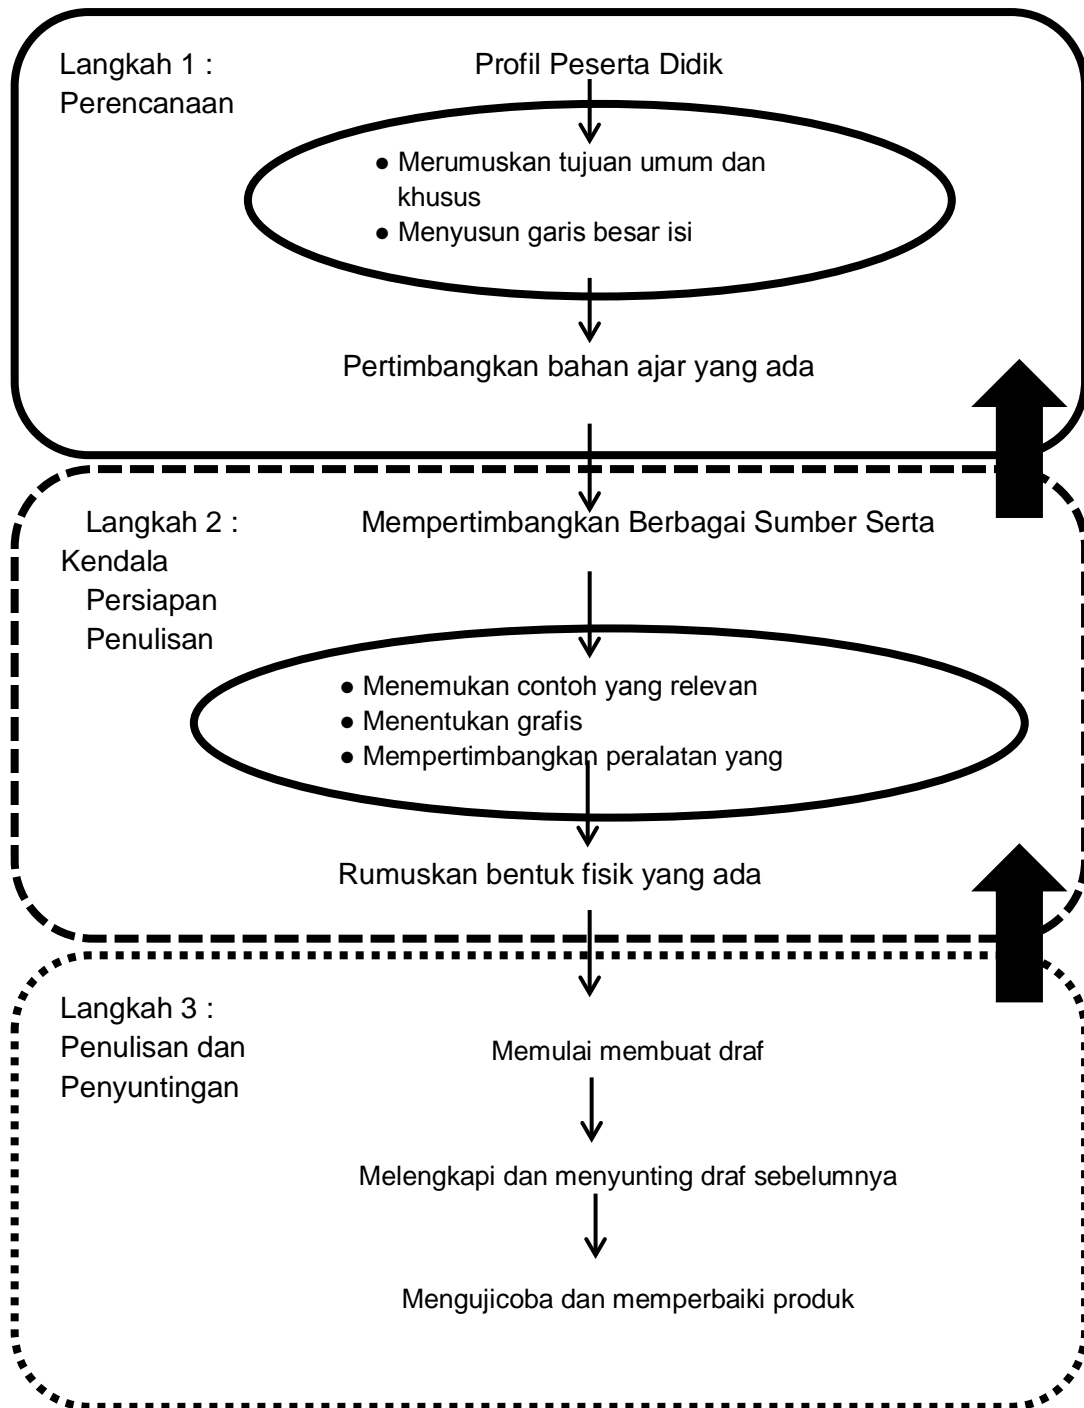 Langkah 1 : Profil Peserta Didik
Perencanaan
● Merumuskan tujuan umum dan
khusus
● Menyusun garis besar isi
Pertimbangkan bahan ajar yang ada
Langkah 2 : Mempertimbangkan Berbagai Sumber Serta
Kendala
Persiapan
Penulisan
● Menemukan contoh yang relevan
● Menentukan grafis
● Mempertimbangkan peralatan yang
Rumuskan bentuk fisik yang ada
Langkah 3 :
Penulisan dan
Penyuntingan
Memulai membuat draf
Melengkapi dan menyunting draf sebelumnya
Mengujicoba dan memperbaiki produk